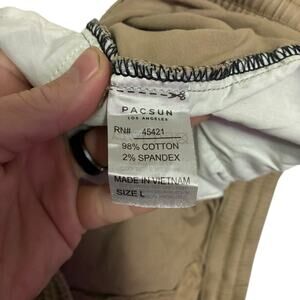 PACSUN
LOS ANGELES
RN# 45421
98% COTTON
2% SPANDEX
MADE IN VIETNAM
SIZE L